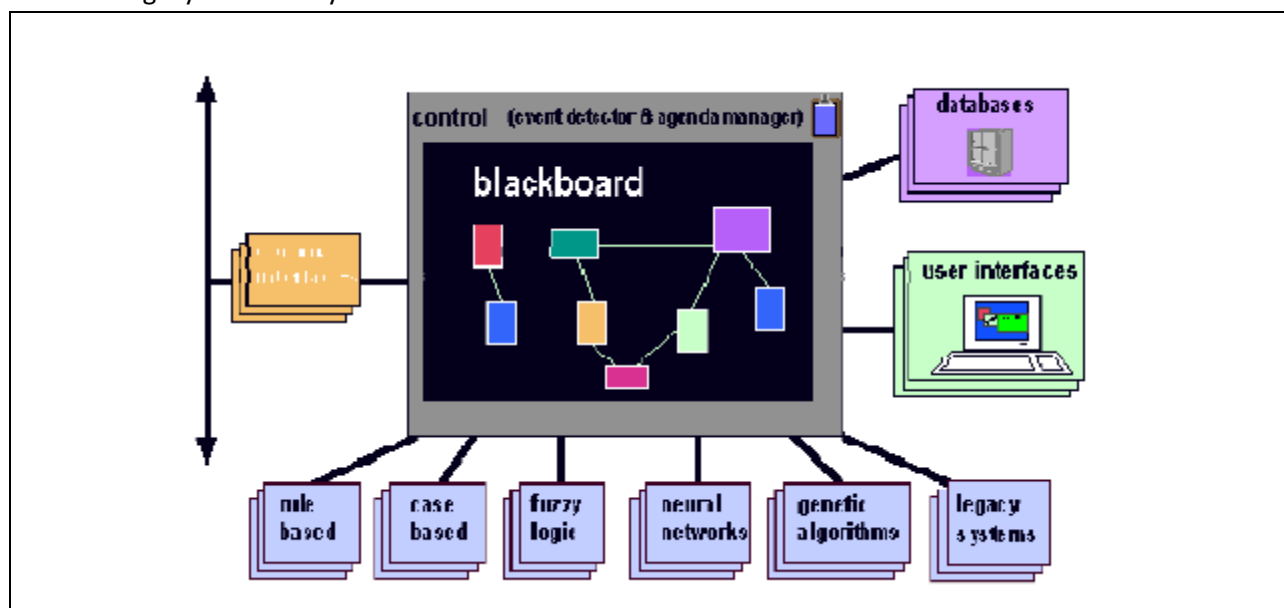 control (event detector & agenda manager)
databases
blackboard
user interfaces
rule
based
case
based
fuzzy
logic
neural
networks
genetic
algorithms
legacy
systems